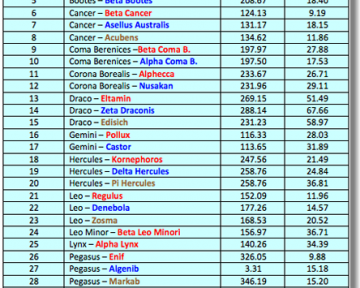 5 Bootes – Beta Bootes 208.67 18.40
6 Cancer – Beta Cancer 124.13 9.19
7 Cancer – Asellus Australis 131.17 18.15
8 Cancer – Acubens 134.62 11.86
9 Coma Berenices –Beta Coma B. 197.97 27.88
10 Coma Berenices – Alpha Coma B. 197.50 17.53
11 Corona Borealis – Alphecca 233.67 26.71
12 Corona Borealis – Nusakan 231.96 29.11
13 Draco – Eltamin 269.15 51.49
14 Draco – Zeta Draconis 288.14 67.66
15 Draco – Edisich 231.23 58.97
16 Gemini – Pollux 116.33 28.03
17 Gemini – Castor 113.65 31.89
18 Hercules – Kornephoros 247.56 21.49
19 Hercules – Delta Hercules 258.76 24.84
20 Hercules – Pi Hercules 258.76 36.81
21 Leo – Regulus 152.09 11.96
22 Leo – Denebola 177.26 14.57
23 Leo – Zosma 168.53 20.52
24 Leo Minor – Beta Leo Minori 156.97 36.71
25 Lynx – Alpha Lynx 140.26 34.39
26 Pegasus – Enif 326.05 9.88
27 Pegasus – Algenib 3.31 15.18
28 Pegasus – Markab 346.19 15.20